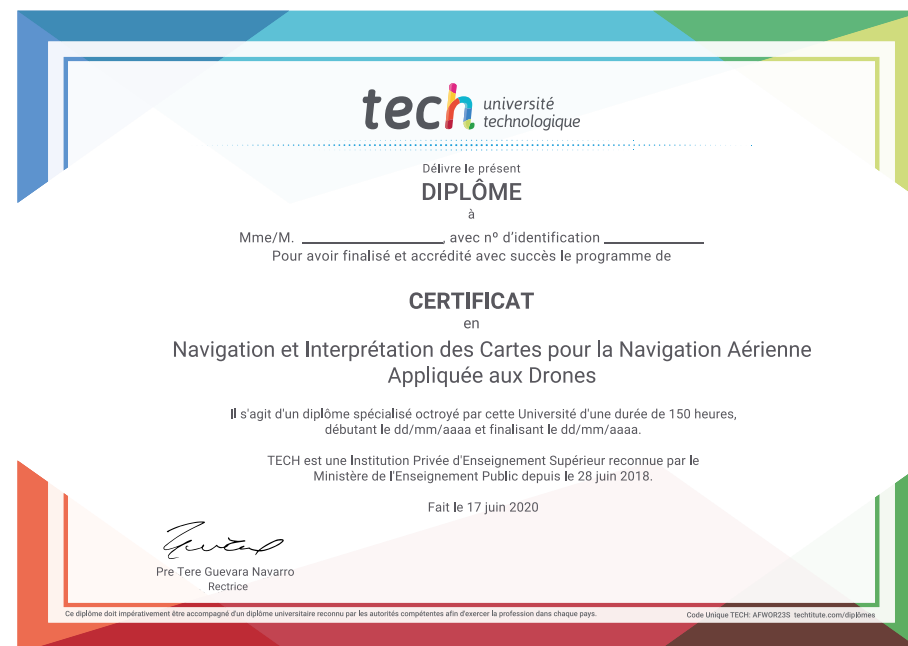 tech université
technologique
Délivre le présent
DIPLÔME
à
Mme/M. ____________________, avec nº d'identification ______________
Pour avoir finalisé et accrédité avec succès le programme de
CERTIFICAT
en
Navigation et Interprétation des Cartes pour la Navigation Aérienne
Appliquée aux Drones
Il s'agit d'un diplôme spécialisé octroyé par cette Université d'une durée de 150 heures,
débutant le dd/mm/aaaa et finalisant le dd/mm/aaaa.
TECH est une Institution Privée d'Enseignement Supérieur reconnue par le
Ministère de l'Enseignement Public depuis le 28 juin 2018.
Fait le 17 juin 2020
Pre Tere Guevara Navarro
Rectrice
Ce diplôme doit impérativement être accompagné d'un diplôme universitaire reconnu par les autorités compétentes afin d'exercer la profession dans chaque pays.
Code Unique TECH: AFWOR23S techtitute.com/diplômes